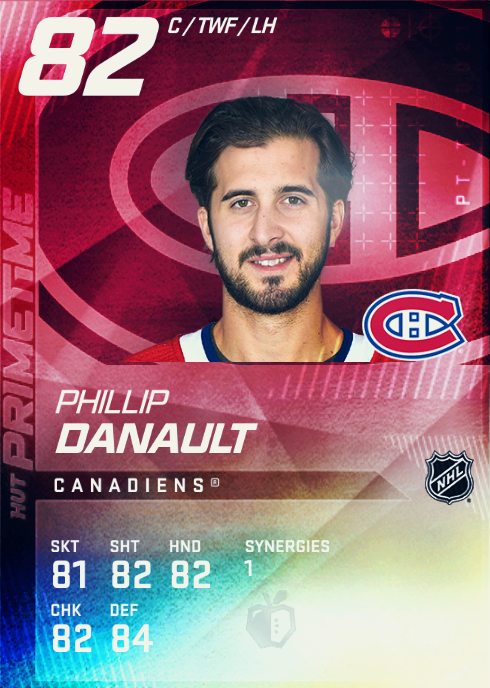 82
C / TWF / LH
HUT PRIMETIME
PHILLIP
DANAULT
CANADIENS®
NHL
SKT SHT HND SYNERGIES
81 82 82 1
CHK DEF
82 84